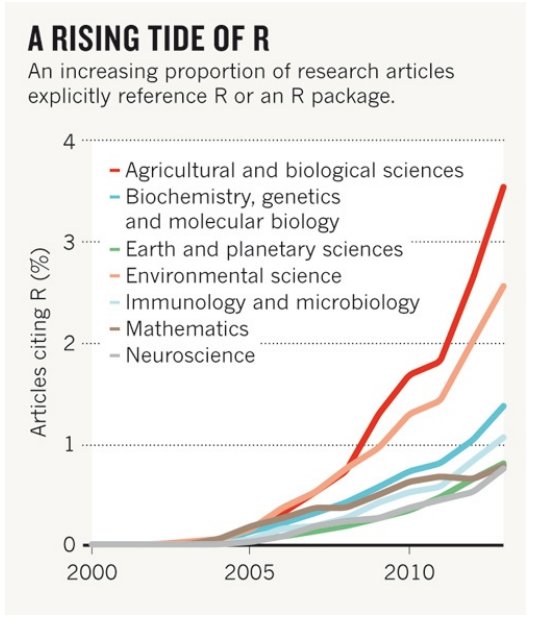 A RISING TIDE OF R
An increasing proportion of research articles
explicitly reference R or an R package.
4
Agricultural and biological sciences
Biochemistry, genetics
and molecular biology
3
Earth and planetary sciences
Environmental science
Immunology and microbiology
Mathematics
2
Neuroscience
Articles citing R (%)
1
0
2000
2005
2010